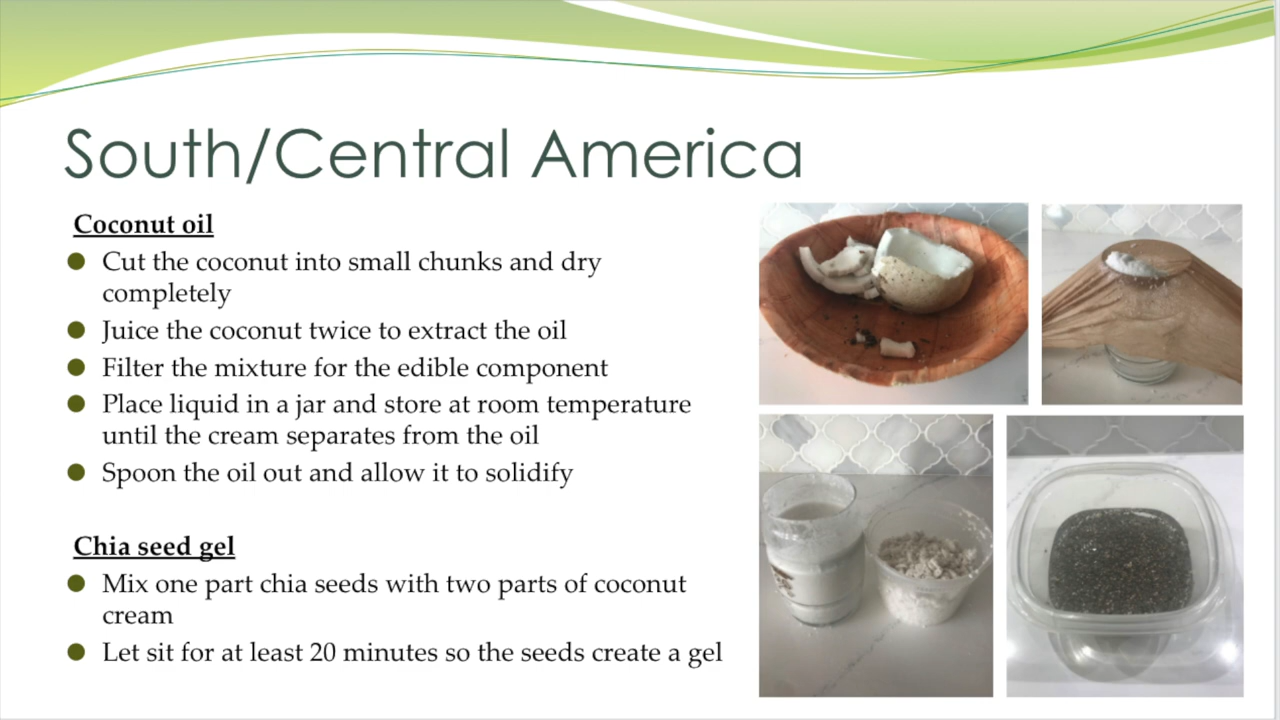 South/Central America
Coconut oil
Cut the coconut into small chunks and dry
completely
Juice the coconut twice to extract the oil
Filter the mixture for the edible component
Place liquid in a jar and store at room temperature
until the cream separates from the oil
Spoon the oil out and allow it to solidify
Chia seed gel
Mix one part chia seeds with two parts of coconut
cream
Let sit for at least 20 minutes so the seeds create a gel